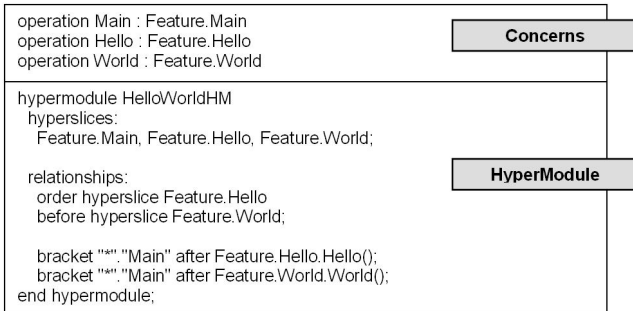 operation Main : Feature.Main
operation Hello : Feature.Hello
operation World : Feature.World
Concerns
hypermodule HelloWorldHM
hyperslices:
Feature.Main, Feature.Hello, Feature.World;
relationships:
order hyperslice Feature.Hello
before hyperslice Feature.World;
HyperModule
bracket "*"."Main" after Feature.Hello.Hello();
bracket "*"."Main" after Feature.World.World();
end hypermodule;